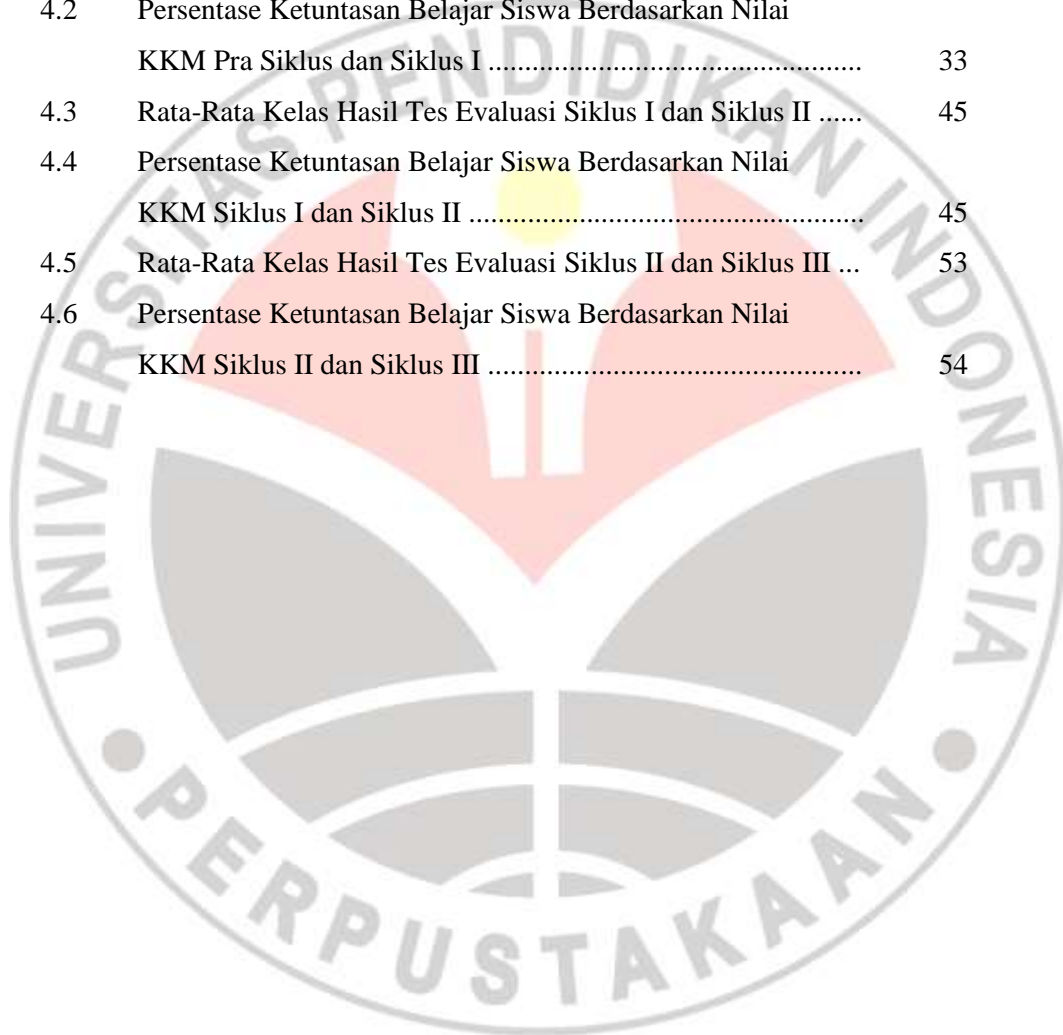 4.2 Persentase Ketuntasan Belajar Siswa Berdasarkan Nilai
KKM Pra Siklus dan Siklus I ................................................... 33
4.3 Rata-Rata Kelas Hasil Tes Evaluasi Siklus I dan Siklus II ...... 45
4.4 Persentase Ketuntasan Belajar Siswa Berdasarkan Nilai
KKM Siklus I dan Siklus II ...................................................... 45
4.5 Rata-Rata Kelas Hasil Tes Evaluasi Siklus II dan Siklus III ... 53
4.6 Persentase Ketuntasan Belajar Siswa Berdasarkan Nilai
KKM Siklus II dan Siklus III ................................................... 54
UNIVERSITAS PENDIDIKAN INDONESIA
PERPUSTAKAAN